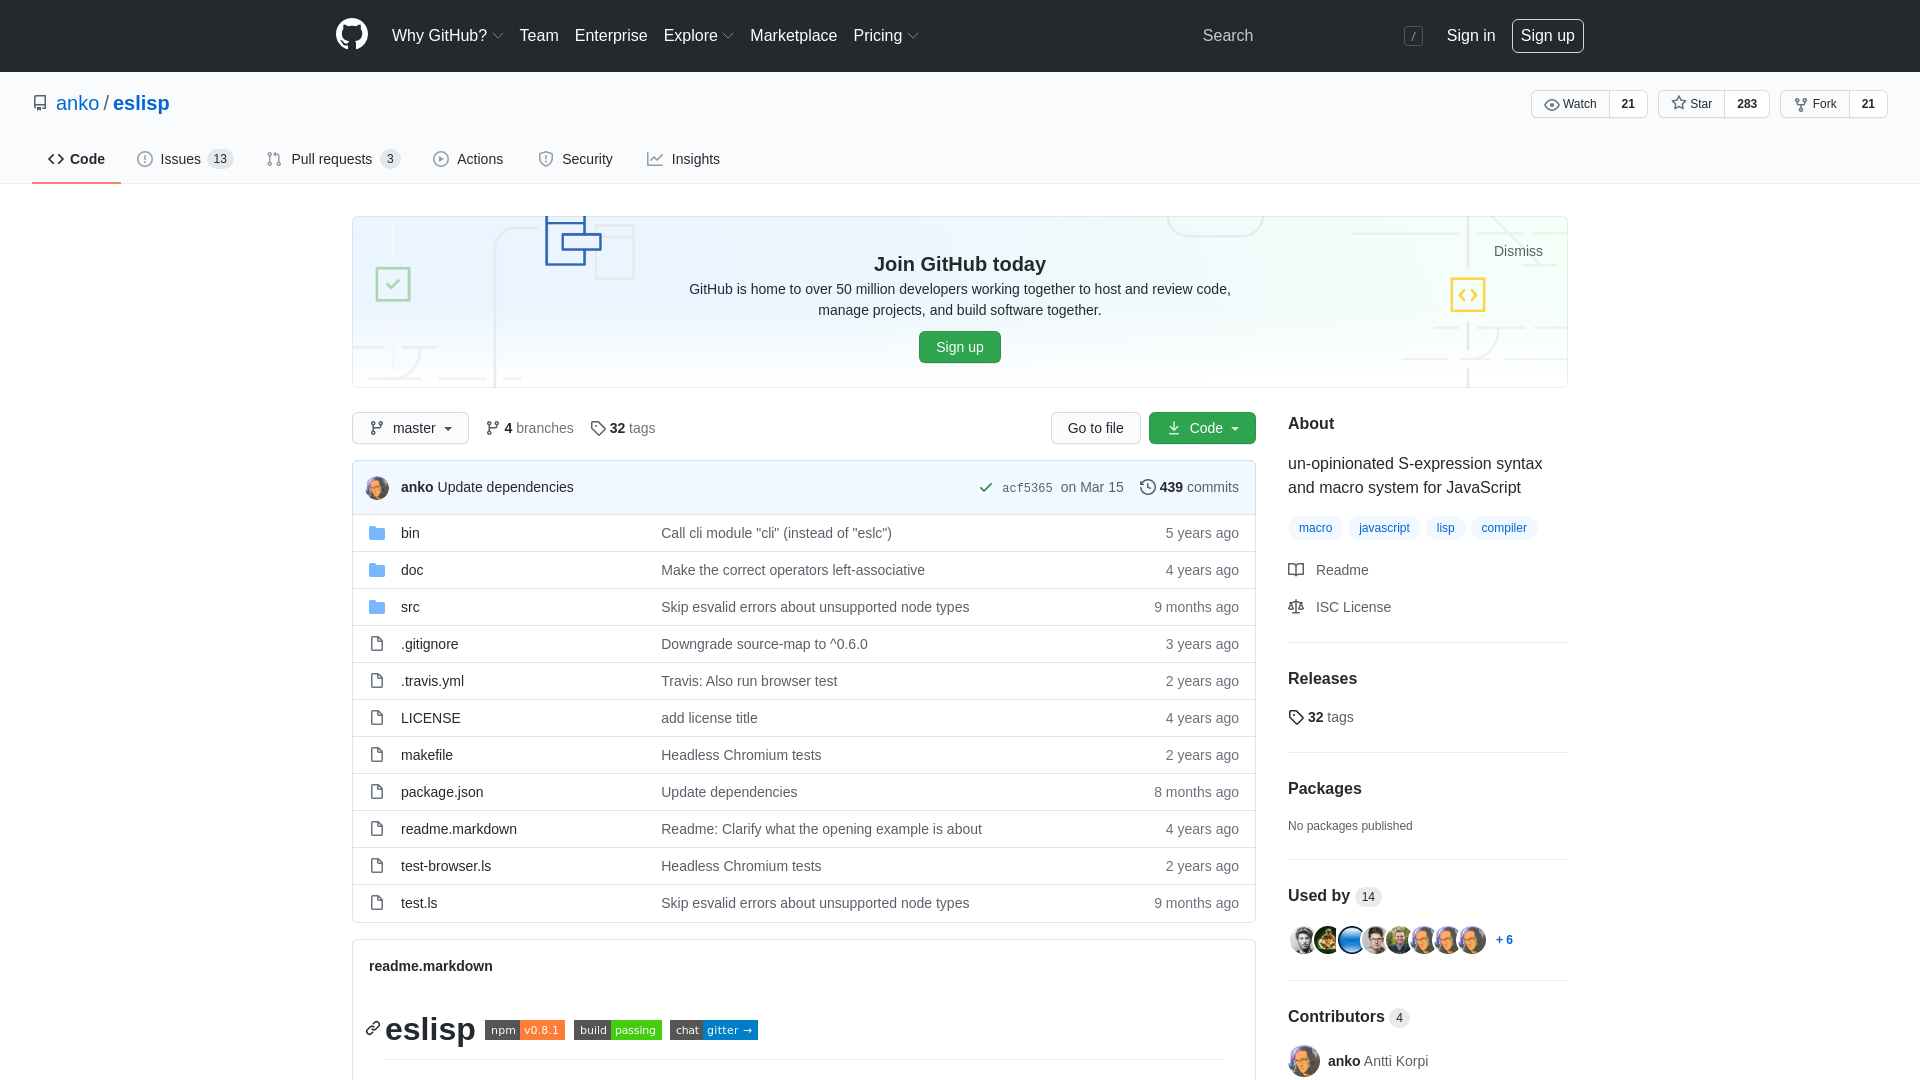 Why GitHub? Team Enterprise Explore Marketplace Pricing Search / Sign in Sign up
anko / eslisp Watch 21 Star 283 Fork 21
Code Issues 13 Pull requests 3 Actions Security Insights
Dismiss
Join GitHub today
GitHub is home to over 50 million developers working together to host and review code,
manage projects, and build software together.
Sign up
master 4 branches 32 tags Go to file Code
anko Update dependencies acf5365 on Mar 15 439 commits
bin Call cli module "cli" (instead of "eslc") 5 years ago
doc Make the correct operators left-associative 4 years ago
src Skip esvalid errors about unsupported node types 9 months ago
.gitignore Downgrade source-map to ^0.6.0 3 years ago
.travis.yml Travis: Also run browser test 2 years ago
LICENSE add license title 4 years ago
makefile Headless Chromium tests 2 years ago
package.json Update dependencies 8 months ago
readme.markdown Readme: Clarify what the opening example is about 4 years ago
test-browser.ls Headless Chromium tests 2 years ago
test.ls Skip esvalid errors about unsupported node types 9 months ago
readme.markdown
eslisp npm v0.8.1 build passing chat gitter →
About
un-opinionated S-expression syntax
and macro system for JavaScript
macro javascript lisp compiler
Readme
ISC License
Releases
32 tags
Packages
No packages published
Used by 14
+ 6
Contributors 4
anko Antti Korpi